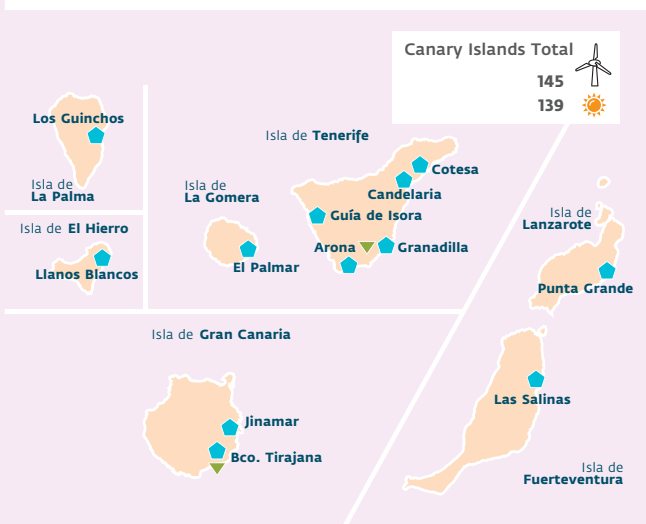 Canary Islands Total
145
139
Los Guinchos
Isla de
La Palma
Isla de El Hierro
Llanos Blancos
Isla de
La Gomera
El Palmar
Isla de Tenerife
Cotesa
Candelaria
Guía de Isora
Arona
Granadilla
Isla de
Lanzarote
Punta Grande
Isla de Gran Canaria
Jinamar
Bco. Tirajana
Las Salinas
Isla de
Fuerteventura